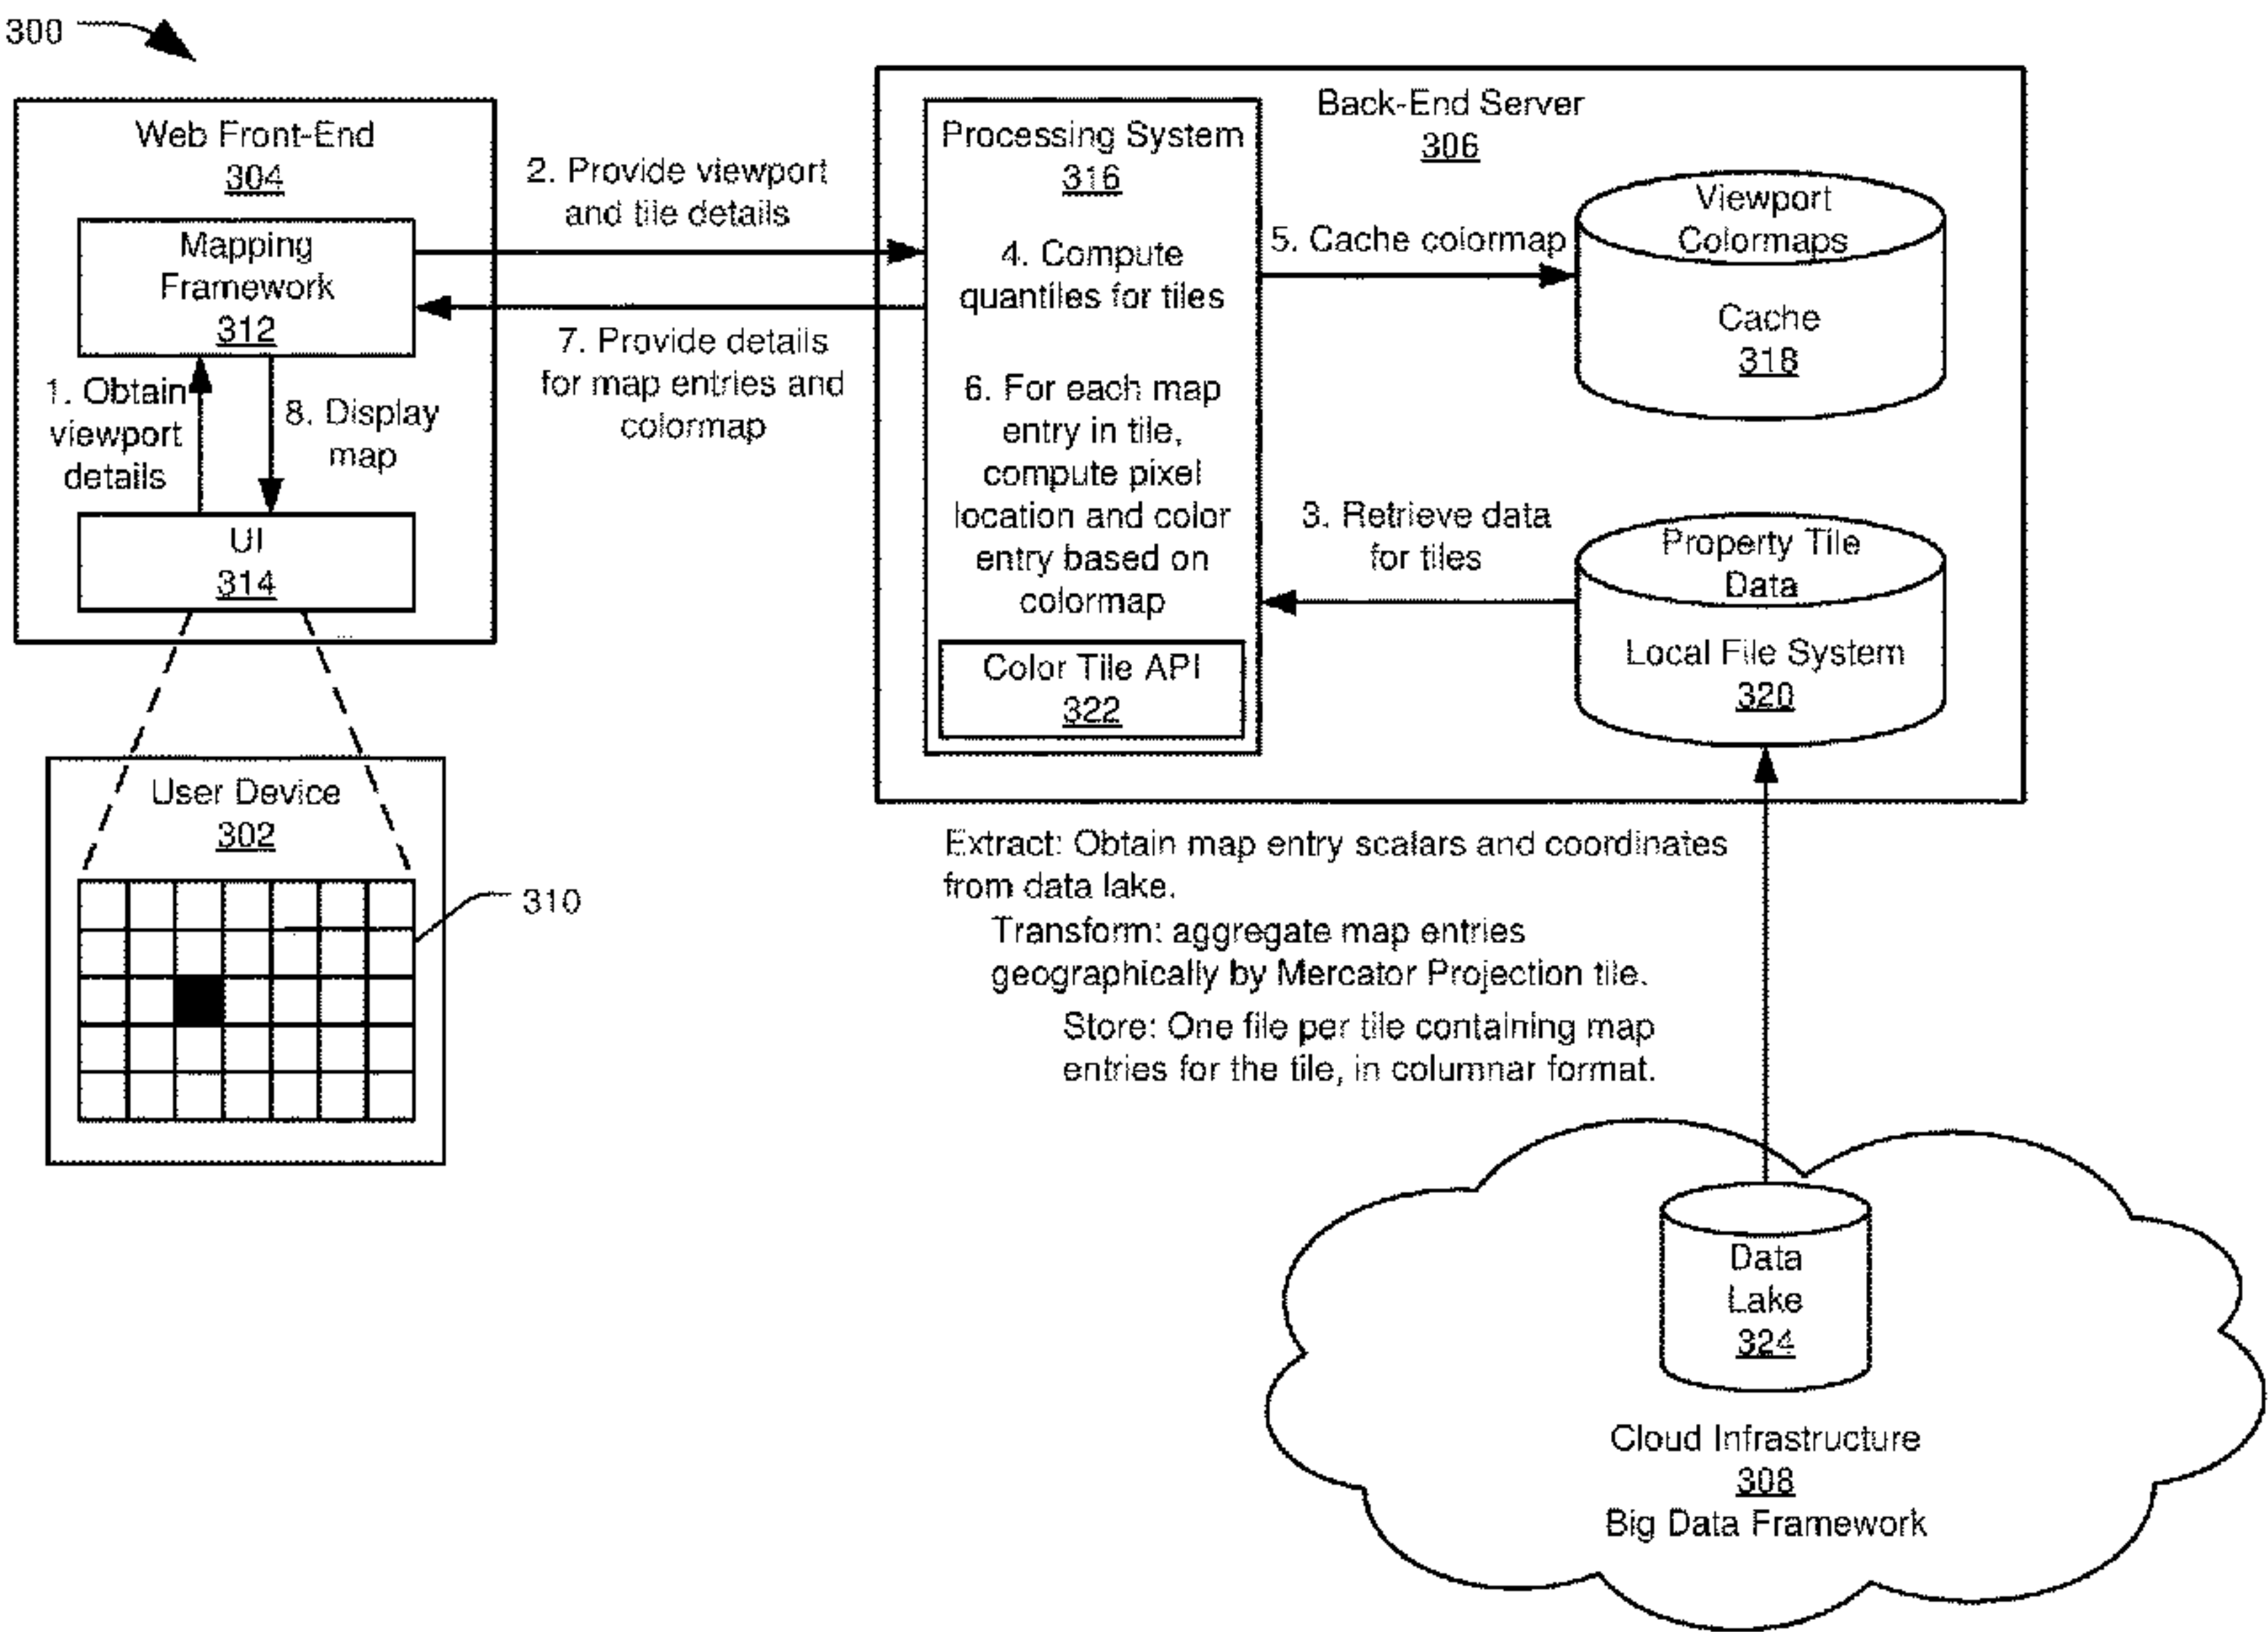 300
Web Front-End
304
Mapping
Framework
312
1. Obtain
viewport
details
8. Display
map
UI
314
User Device
302
310
2. Provide viewport
and tile details
7. Provide details
for map entries and
colormap
Back-End Server
306
Processing System
316
4. Compute
quantiles for tiles
6. For each map
entry in tile,
compute pixel
location and color
entry based on
colormap
Color Tile API
322
5. Cache colormap
Viewport
Colormaps
Cache
318
3. Retrieve data
for tiles
Property Tile
Data
Local File System
320
Extract: Obtain map entry scalars and coordinates
from data lake.
Transform: aggregate map entries
geographically by Mercator Projection tile.
Store: One file per tile containing map
entries for the tile, in columnar format.
Data
Lake
324
Cloud Infrastructure
308
Big Data Framework